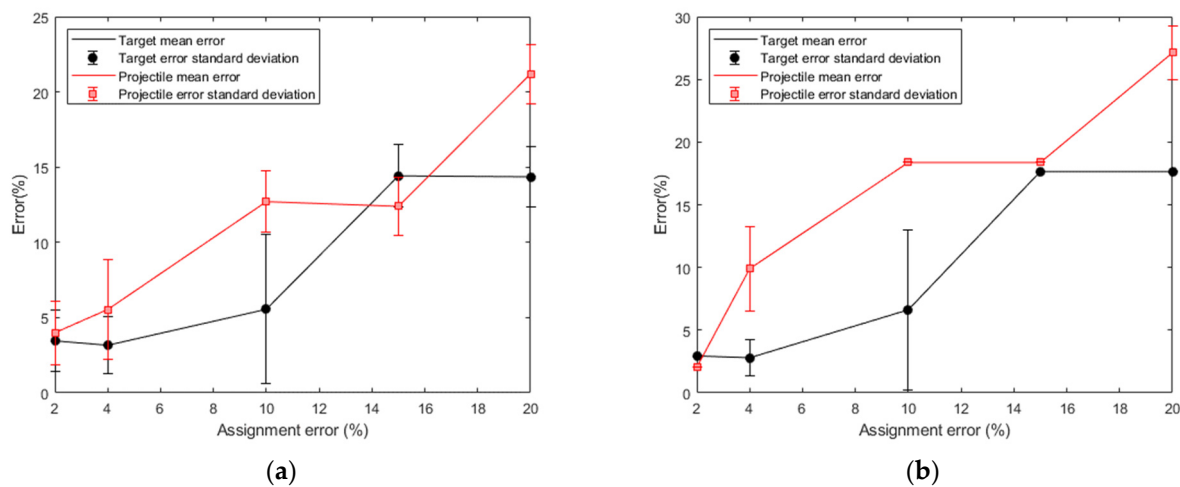 25
20
15
10
5
0
Error(%)
Target mean error
Target error standard deviation
Projectile mean error
Projectile error standard deviation
2 4 6 8 10 12 14 16 18 20
Assignment error (%)
(a)
30
25
20
15
10
5
0
Error(%)
Target mean error
Target error standard deviation
Projectile mean error
Projectile error standard deviation
2 4 6 8 10 12 14 16 18 20
Assignment error (%)
(b)